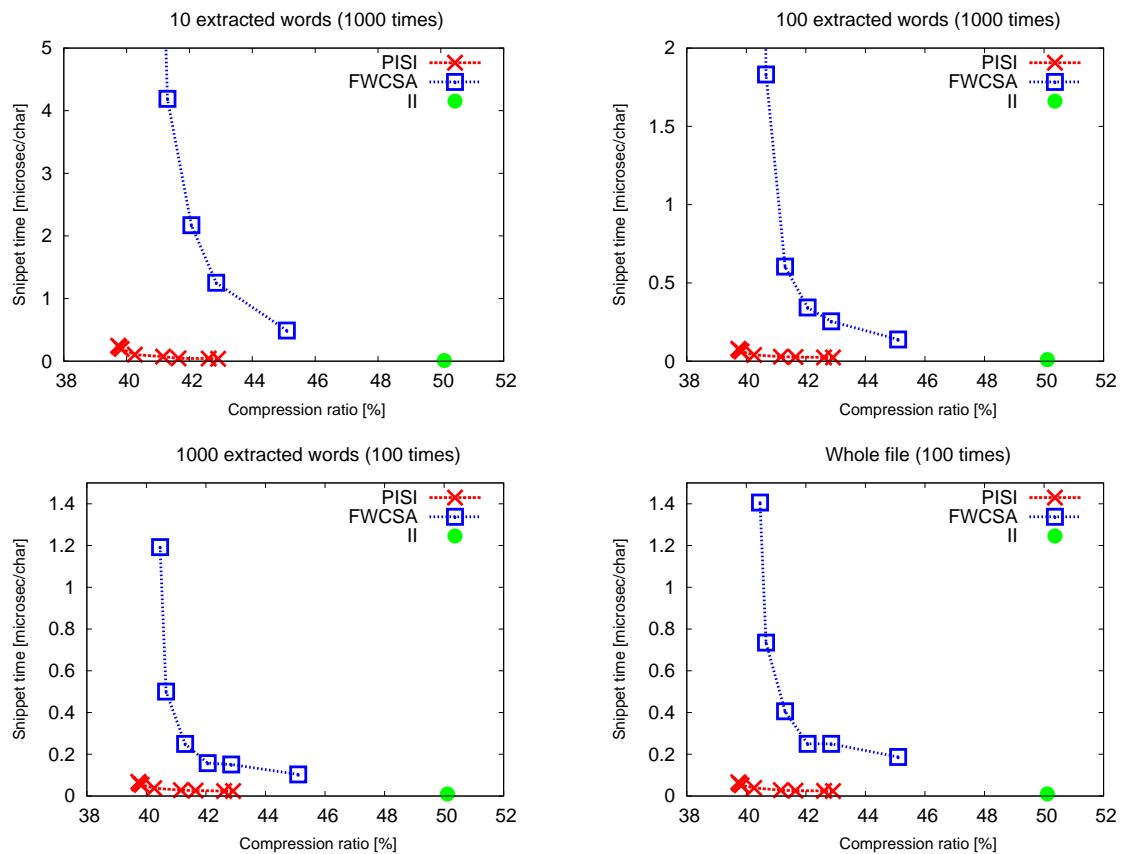 10 extracted words (1000 times)
Snippet time [microsec/char]
5
4
3
2
1
0
PISI
FWCSA
II
38 40 42 44 46 48 50 52
Compression ratio [%]
100 extracted words (1000 times)
Snippet time [microsec/char]
2
1.5
1
0.5
0
PISI
FWCSA
II
38 40 42 44 46 48 50 52
Compression ratio [%]
1000 extracted words (100 times)
Snippet time [microsec/char]
1.4
1.2
1
0.8
0.6
0.4
0.2
0
PISI
FWCSA
II
38 40 42 44 46 48 50 52
Compression ratio [%]
Whole file (100 times)
Snippet time [microsec/char]
1.4
1.2
1
0.8
0.6
0.4
0.2
0
PISI
FWCSA
II
38 40 42 44 46 48 50 52
Compression ratio [%]